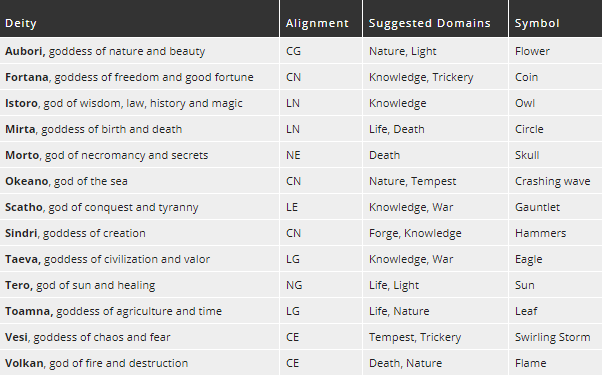 Deity Alignment Suggested Domains Symbol
Aubori, goddess of nature and beauty CG Nature, Light Flower
Fortana, goddess of freedom and good fortune CN Knowledge, Trickery Coin
Istoro, god of wisdom, law, history and magic LN Knowledge Owl
Mirta, goddess of birth and death LN Life, Death Circle
Morto, god of necromancy and secrets NE Death Skull
Okeano, god of the sea CN Nature, Tempest Crashing wave
Scatho, god of conquest and tyranny LE Knowledge, War Gauntlet
Sindri, goddess of creation CN Forge, Knowledge Hammers
Taeva, goddess of civilization and valor LG Knowledge, War Eagle
Tero, god of sun and healing NG Life, Light Sun
Toamna, goddess of agriculture and time LG Life, Nature Leaf
Vesi, goddess of chaos and fear CE Tempest, Trickery Swirling Storm
Volkan, god of fire and destruction CE Death, Nature Flame